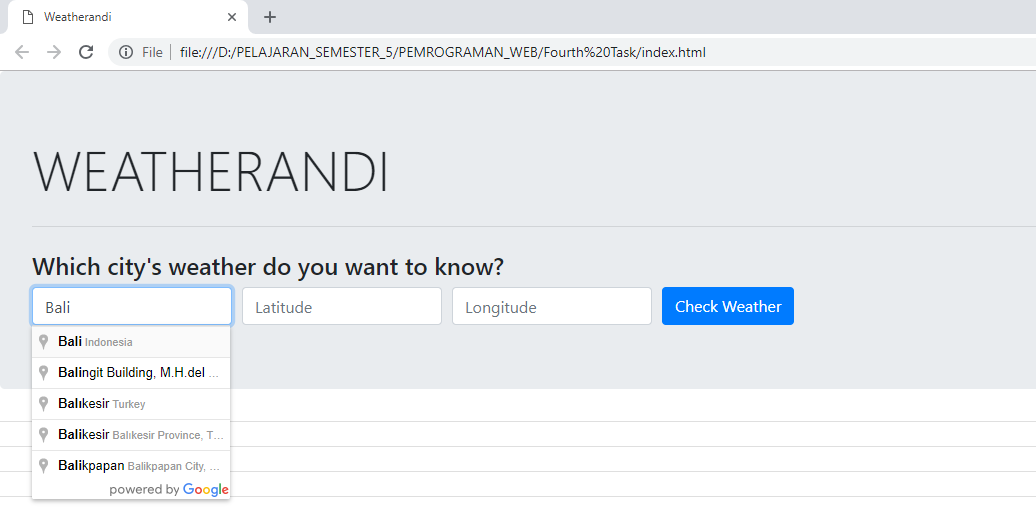 Weatherandi
File file:///D:/PELAJARAN_SEMESTER_5/PEMROGRAMAN_WEB/Fourth%20Task/index.html
WEATHERANDI
Which city's weather do you want to know?
Bali Latitude Longitude Check Weather
Bali Indonesia
Balingit Building, M.H.del ...
Balıkesir Turkey
Balikesir Balıkesir Province, T...
Balikpapan Balikpapan City, ...
powered by Google